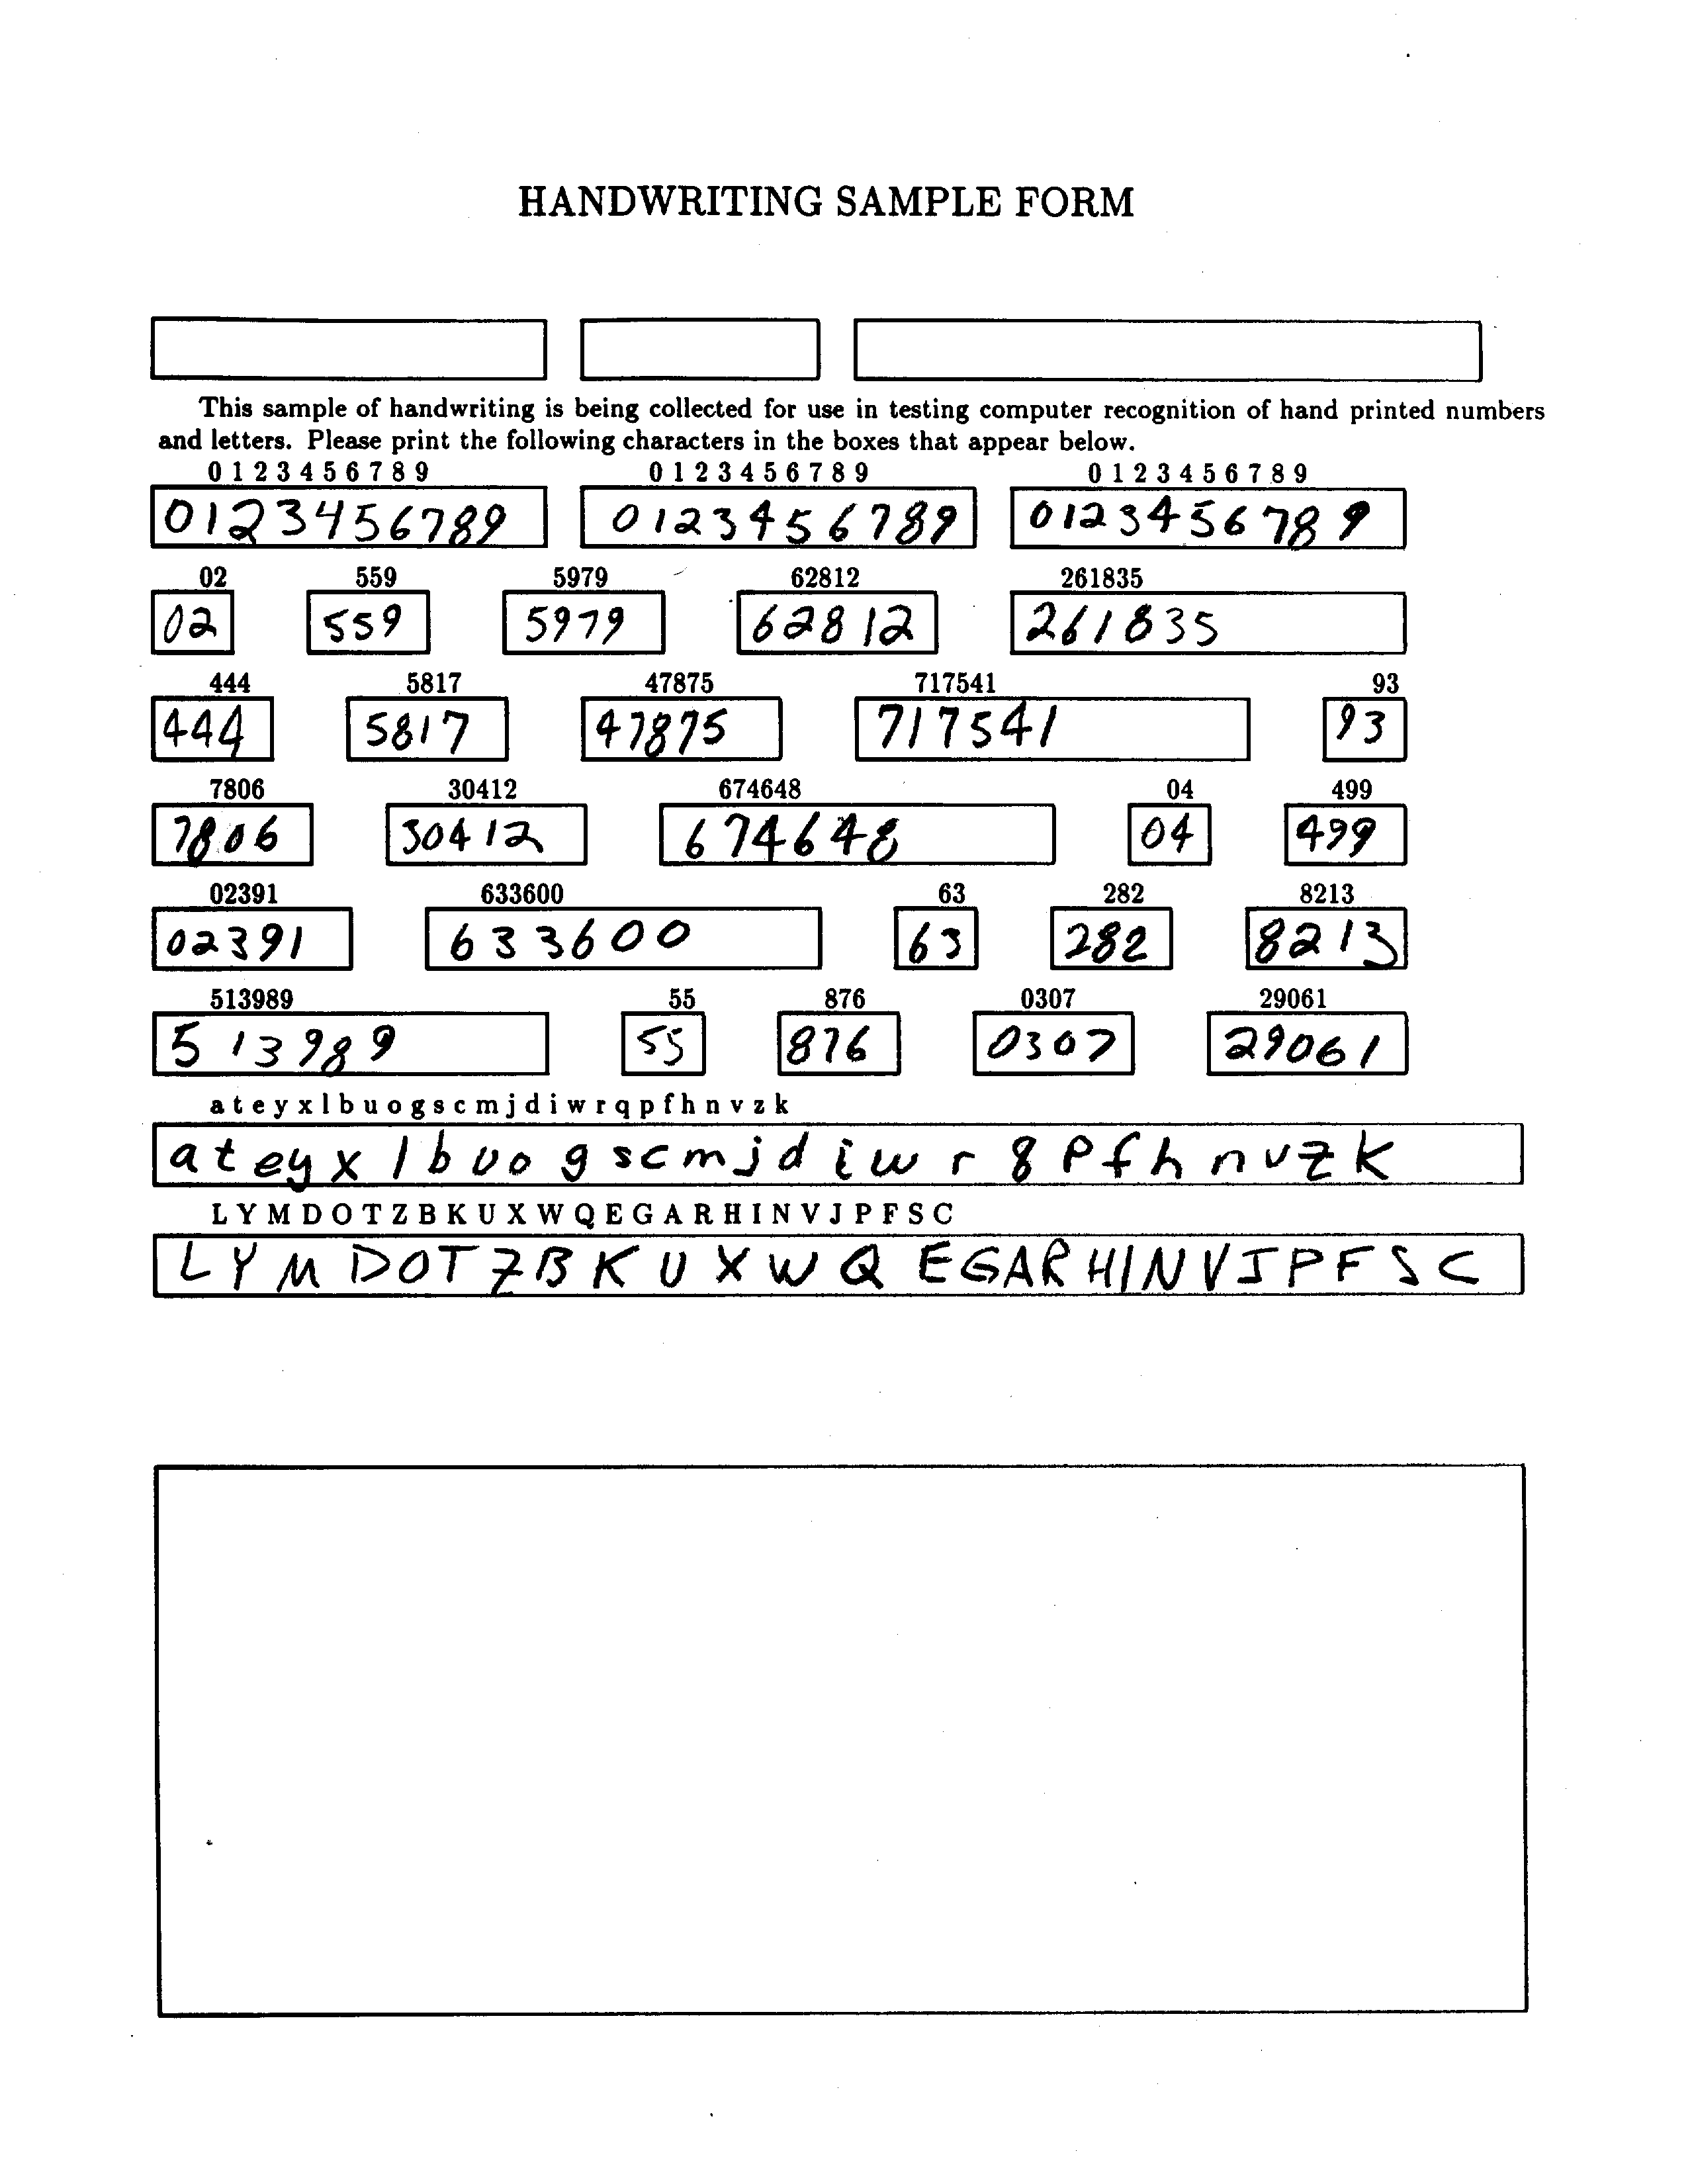 HANDWRITING SAMPLE FORM
This sample of handwriting is being collected for use in testing computer recognition of hand printed numbers
and letters. Please print the following characters in the boxes that appear below.
0 1 2 3 4 5 6 7 8 9 0 1 2 3 4 5 6 7 8 9 0 1 2 3 4 5 6 7 8 9
0123456789 0123456789 0123456789
02 559 5979 62812 261835
02 559 5979 62812 261835
444 5817 47875 717541 93
444 5817 47875 717541 93
7806 30412 674648 04 499
7806 30412 674648 04 499
02391 633600 63 282 8213
02391 633600 63 282 8213
513989 55 876 0307 29061
513989 55 876 0307 29061
a t e y x l b u o g s c m j d i w r q p f h n v z k
a t e y x l b u o g s c m j d i w r q p f h n v z k
L Y M D O T Z B K U X W Q E G A R H I N V J P F S C
L Y M D O T Z B K U X W Q E G A R H I N V J P F S C